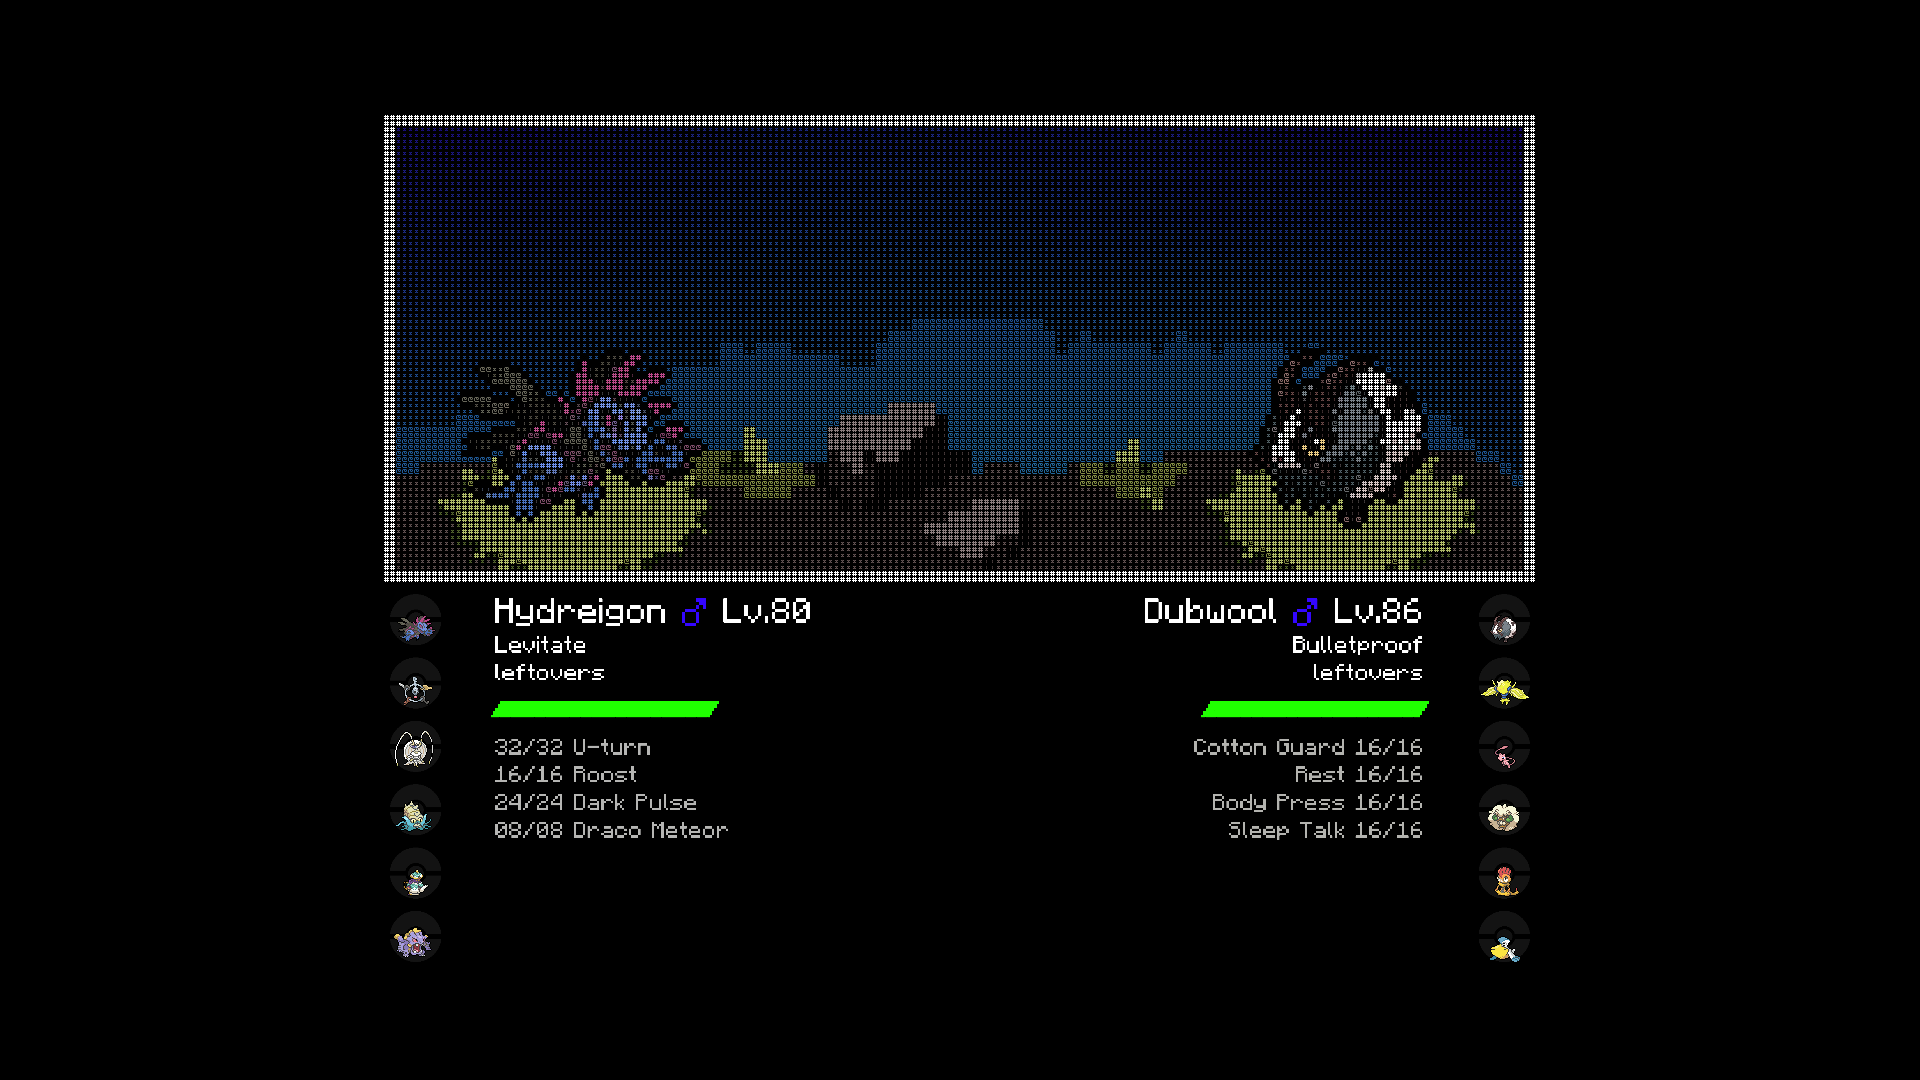 Hydreigon ♂ Lv.80
Levitate
leftovers
32/32 U-turn
16/16 Roost
24/24 Dark Pulse
08/08 Draco Meteor
Dubwool ♂ Lv.86
Bulletproof
leftovers
Cotton Guard 16/16
Rest 16/16
Body Press 16/16
Sleep Talk 16/16